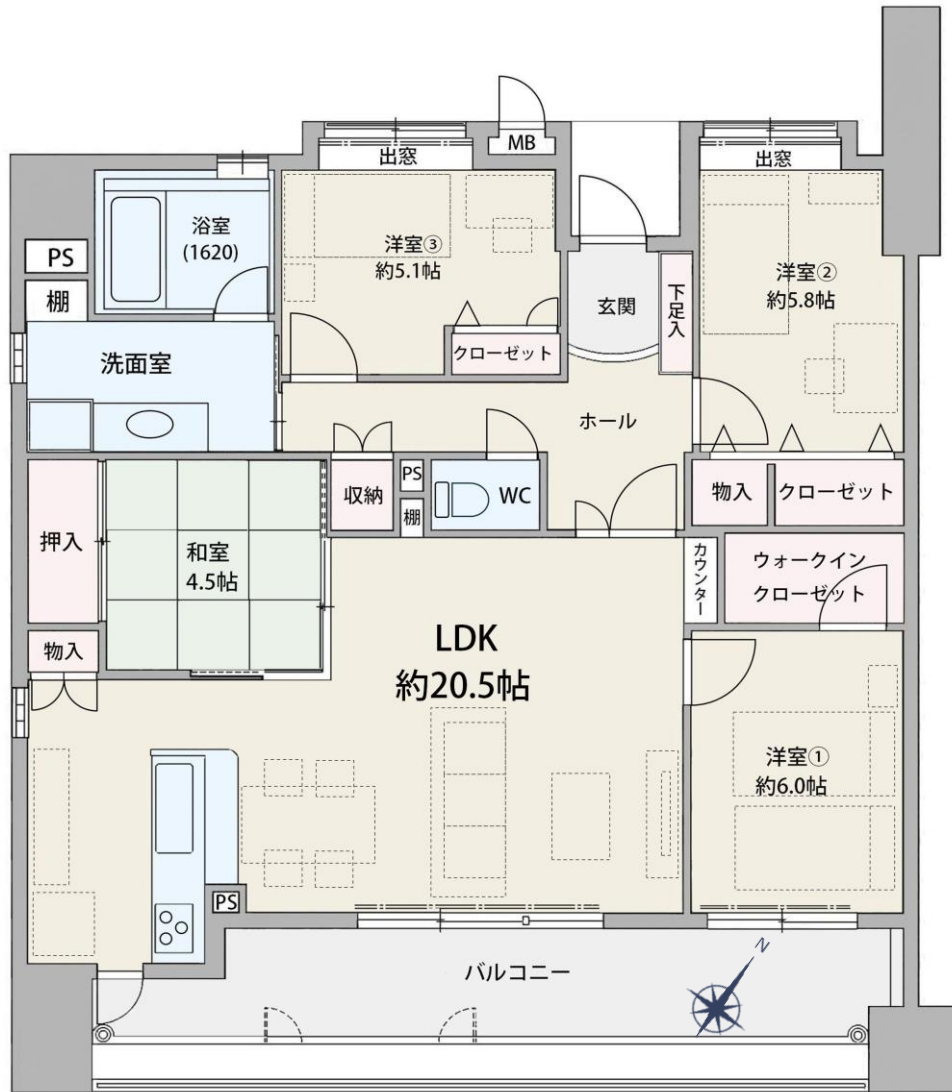 MB
出窓
出窓
浴室
(1620)
洋室③
約5.1帖
PS
棚
玄関
下足入
洋室②
約5.8帖
洗面室
クローゼット
ホール
押入
和室
4.5帖
収納
PS
棚
WC
物入
クローゼット
カウンター
ウォークイン
クローゼット
物入
LDK
約20.5帖
洋室①
約6.0帖
PS
バルコニー
N